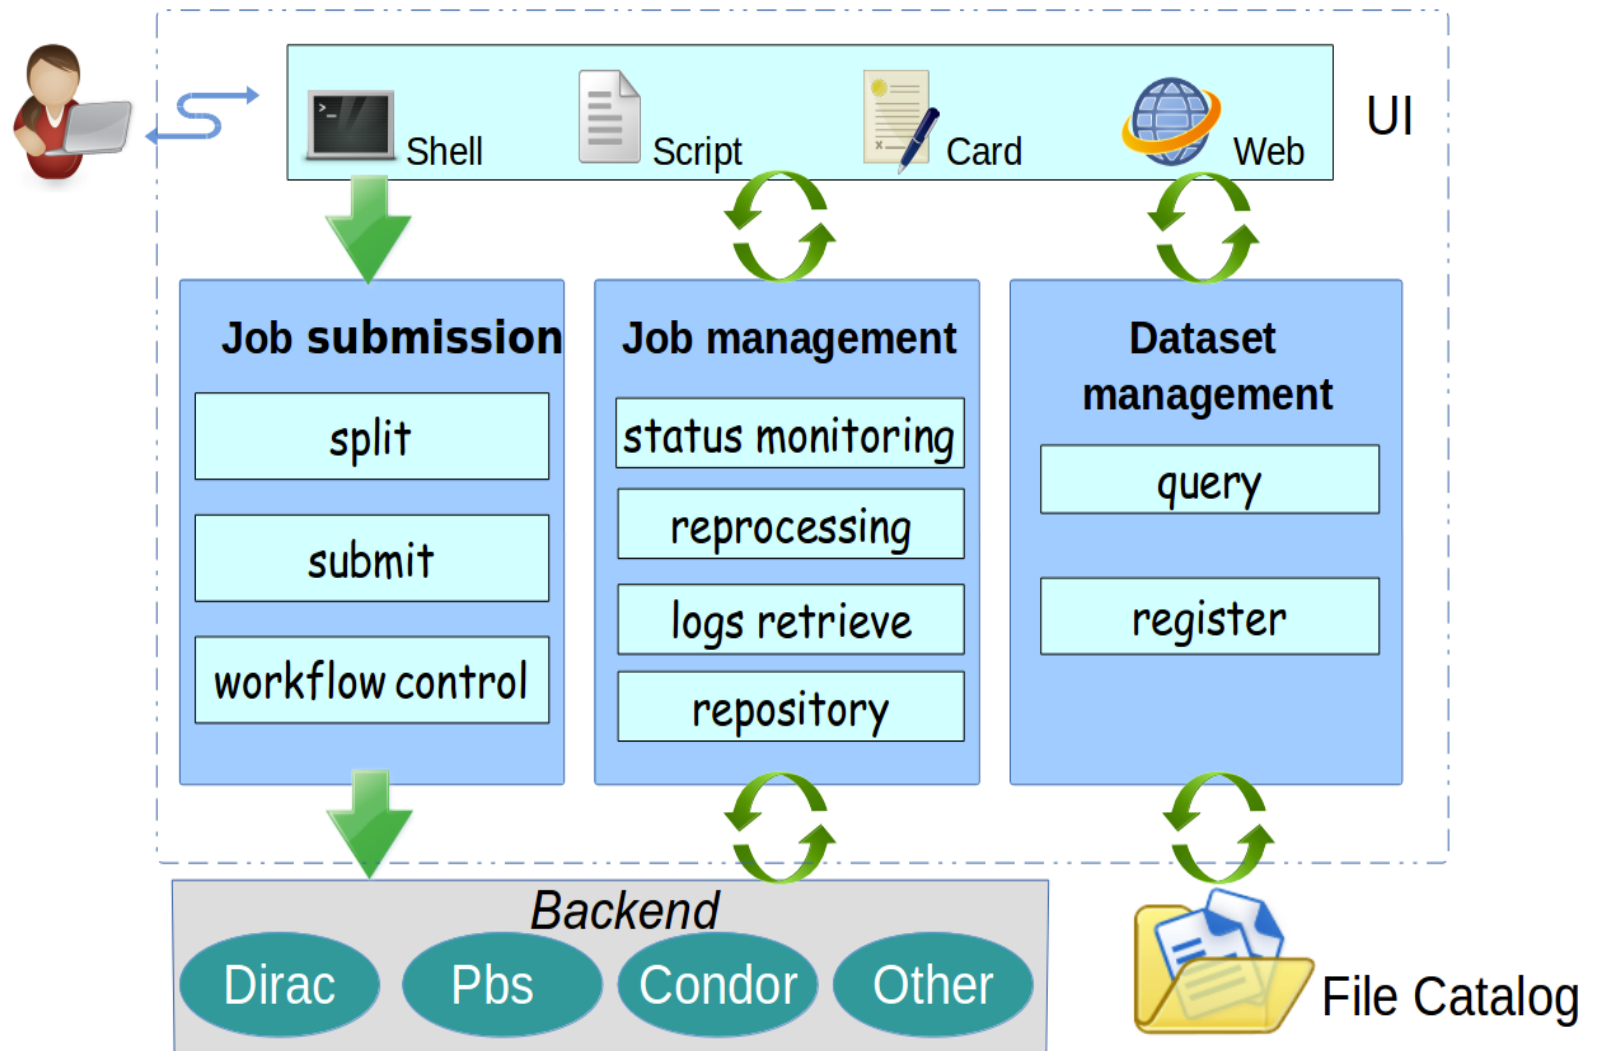 UI
Shell
Script
Card
Web
Job submission
split
submit
workflow control
Job management
status monitoring
reprocessing
logs retrieve
repository
Dataset
management
query
register
Backend
Dirac
Pbs
Condor
Other
File Catalog